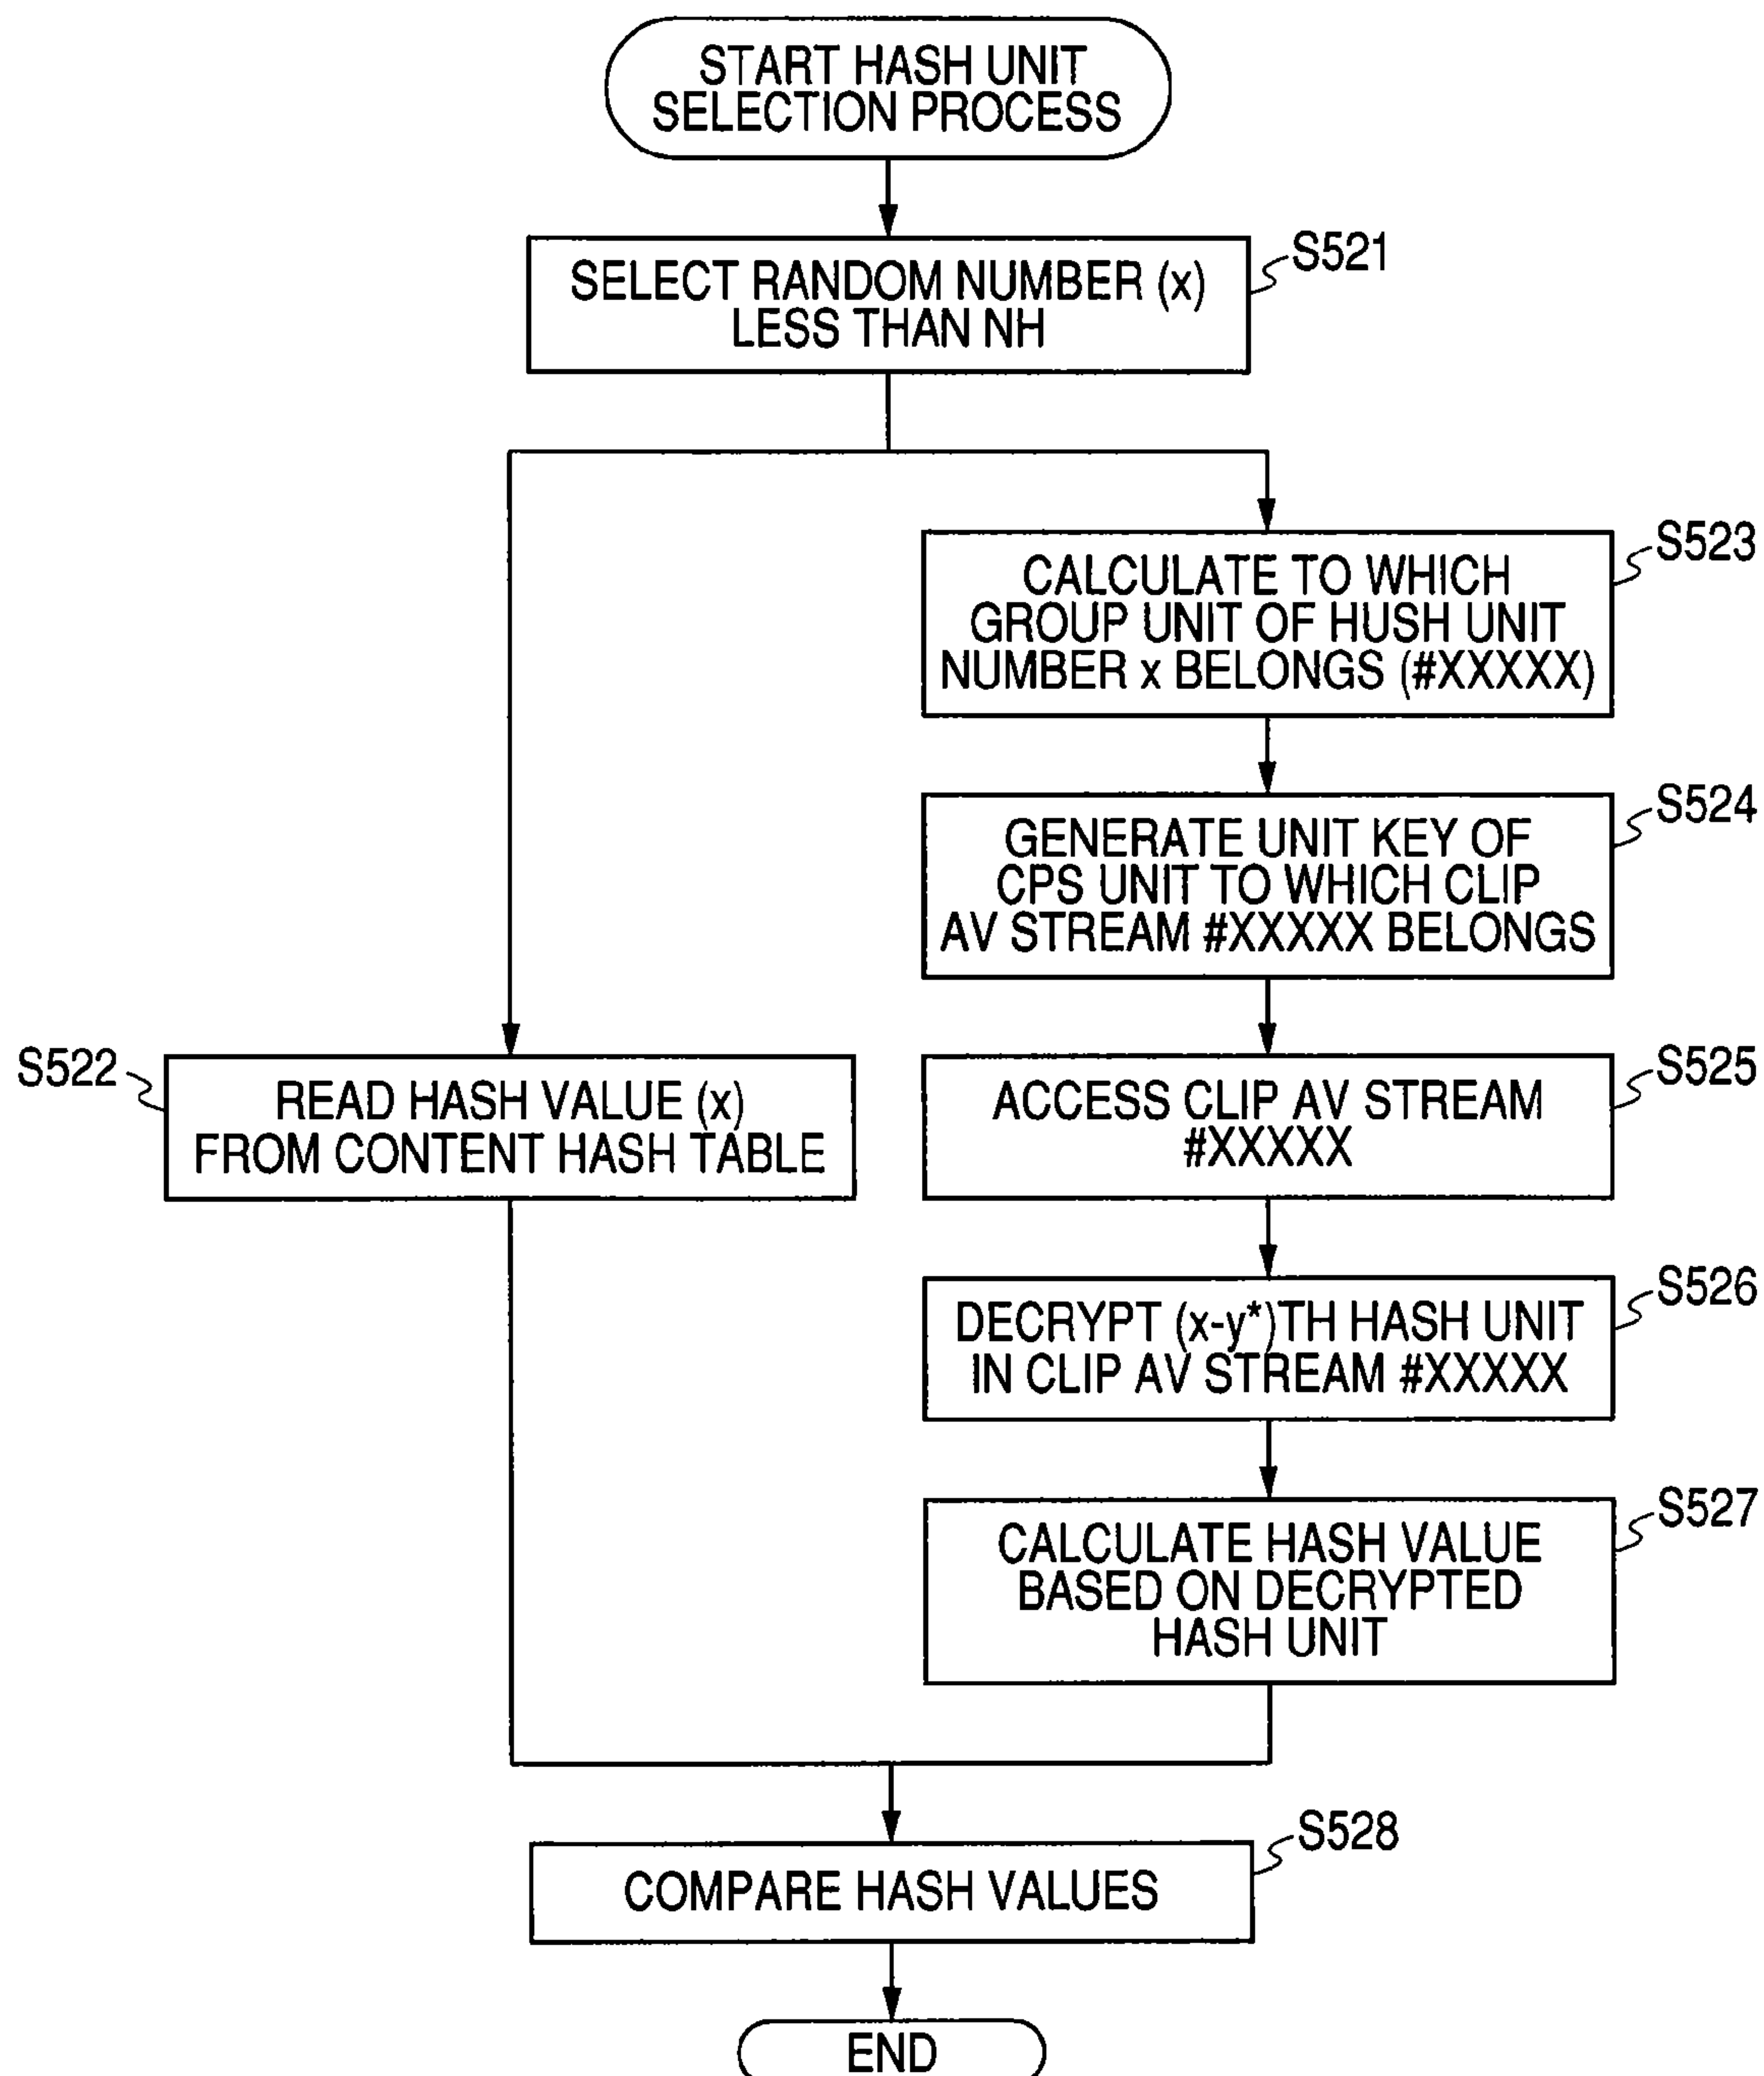 START HASH UNIT
SELECTION PROCESS
S521
SELECT RANDOM NUMBER (x)
LESS THAN NH
S523
CALCULATE TO WHICH
GROUP UNIT OF HUSH UNIT
NUMBER x BELONGS (#XXXXX)
S524
GENERATE UNIT KEY OF
CPS UNIT TO WHICH CLIP
AV STREAM #XXXXX BELONGS
S522
READ HASH VALUE (x)
FROM CONTENT HASH TABLE
S525
ACCESS CLIP AV STREAM
#XXXXX
S526
DECRYPT (x-y*)TH HASH UNIT
IN CLIP AV STREAM #XXXXX
S527
CALCULATE HASH VALUE
BASED ON DECRYPTED
HASH UNIT
S528
COMPARE HASH VALUES
END